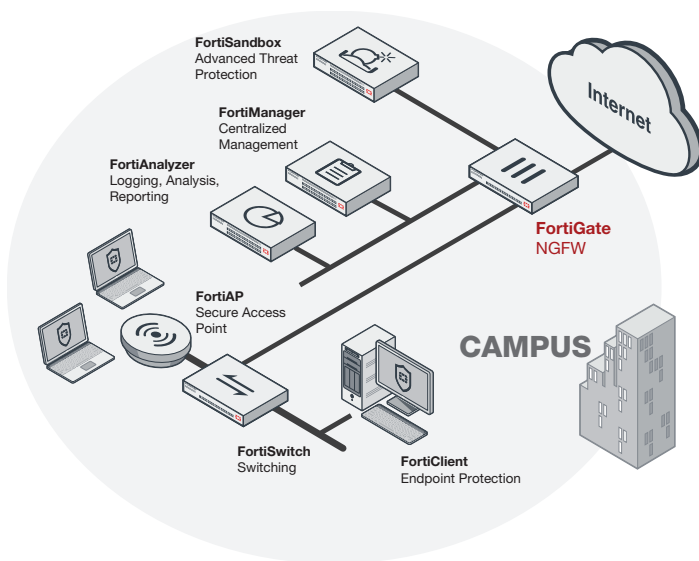 FortiSandbox
Advanced Threat
Protection
FortiManager
Centralized
Management
FortiAnalyzer
Logging, Analysis,
Reporting
Internet
FortiGate
NGFW
FortiAP
Secure Access
Point
CAMPUS
FortiSwitch
Switching
FortiClient
Endpoint Protection